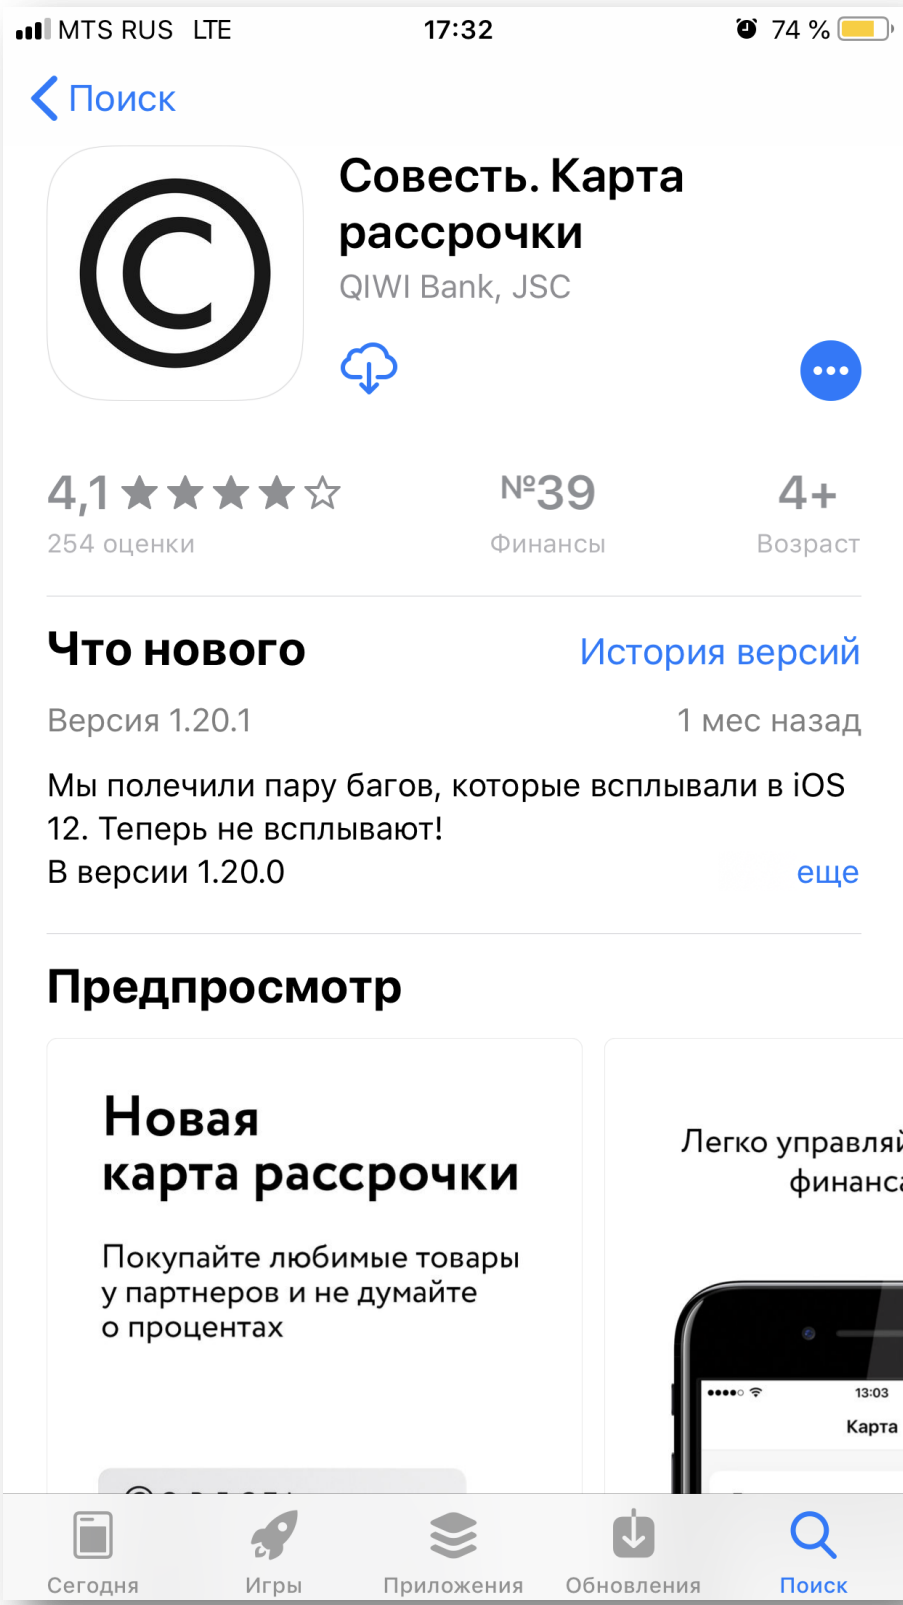 MTS RUS LTE 17:32 74 %
Поиск
Совесть. Карта
рассрочки
QIWI Bank, JSC
4,1
№39
4+
254 оценки
Финансы
Возраст
Что нового
История версий
Версия 1.20.1
1 мес назад
Мы полечили пару багов, которые всплывали в iOS
12. Теперь не всплывают!
В версии 1.20.0
еще
Предпросмотр
Новая
карта рассрочки
Покупайте любимые товары
у партнеров и не думайте
о процентах
Легко управляй
финанса
13:03
Карта
Сегодня
Игры
Приложения
Обновления
Поиск